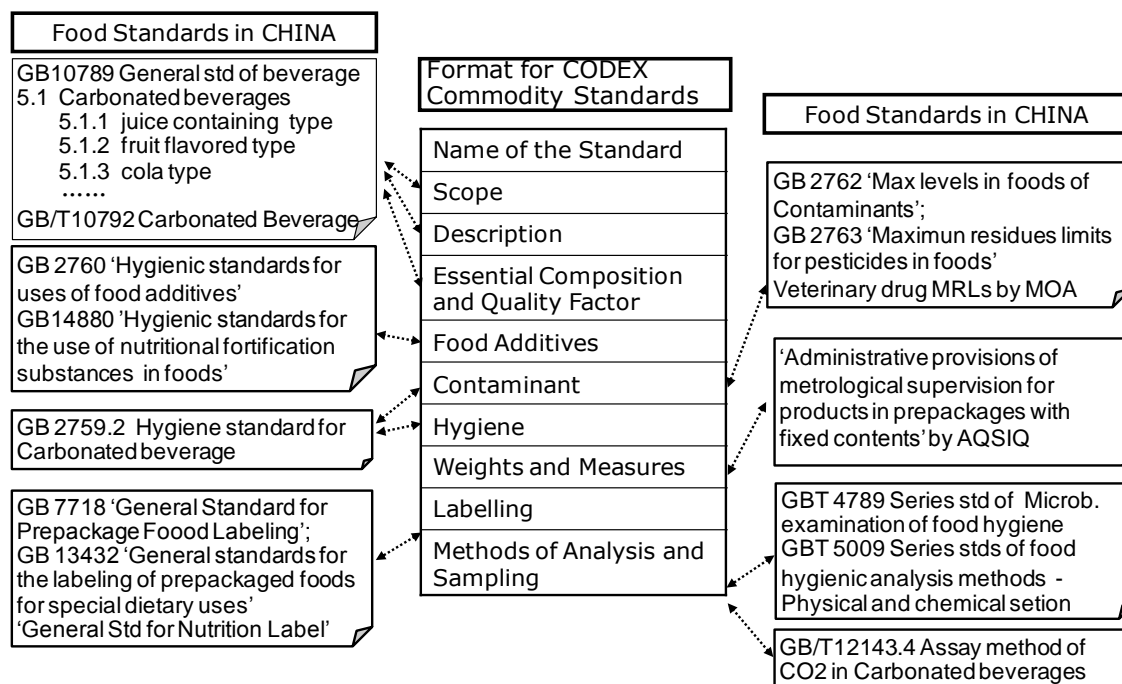 Food Standards in CHINA
GB10789 General std of beverage
5.1 Carbonated beverages
5.1.1 juice containing type
5.1.2 fruit flavored type
5.1.3 cola type
……
GB/T10792 Carbonated Beverage
GB 2760 ‘Hygienic standards for
uses of food additives’
GB14880 ’Hygienic standards for
the use of nutritional fortification
substances in foods’
GB 2759.2 Hygiene standard for
Carbonated beverage
GB 7718 ‘General Standard for
Prepackage Foood Labeling’;
GB 13432 ‘General standards for
the labeling of prepackaged foods
for special dietary uses’
‘General Std for Nutrition Label’
Format for CODEX
Commodity Standards
Name of the Standard
Scope
Description
Essential Composition
and Quality Factor
Food Additives
Contaminant
Hygiene
Weights and Measures
Labelling
Methods of Analysis and
Sampling
Food Standards in CHINA
GB 2762 ‘Max levels in foods of
Contaminants’;
GB 2763 ‘Maximun residues limits
for pesticides in foods’
Veterinary drug MRLs by MOA
‘Administrative provisions of
metrological supervision for
products in prepackages with
fixed contents’ by AQSIQ
GBT 4789 Series std of Microb.
examination of food hygiene
GBT 5009 Series stds of food
hygienic analysis methods -
Physical and chemical setion
GB/T12143.4 Assay method of
CO2 in Carbonated beverages